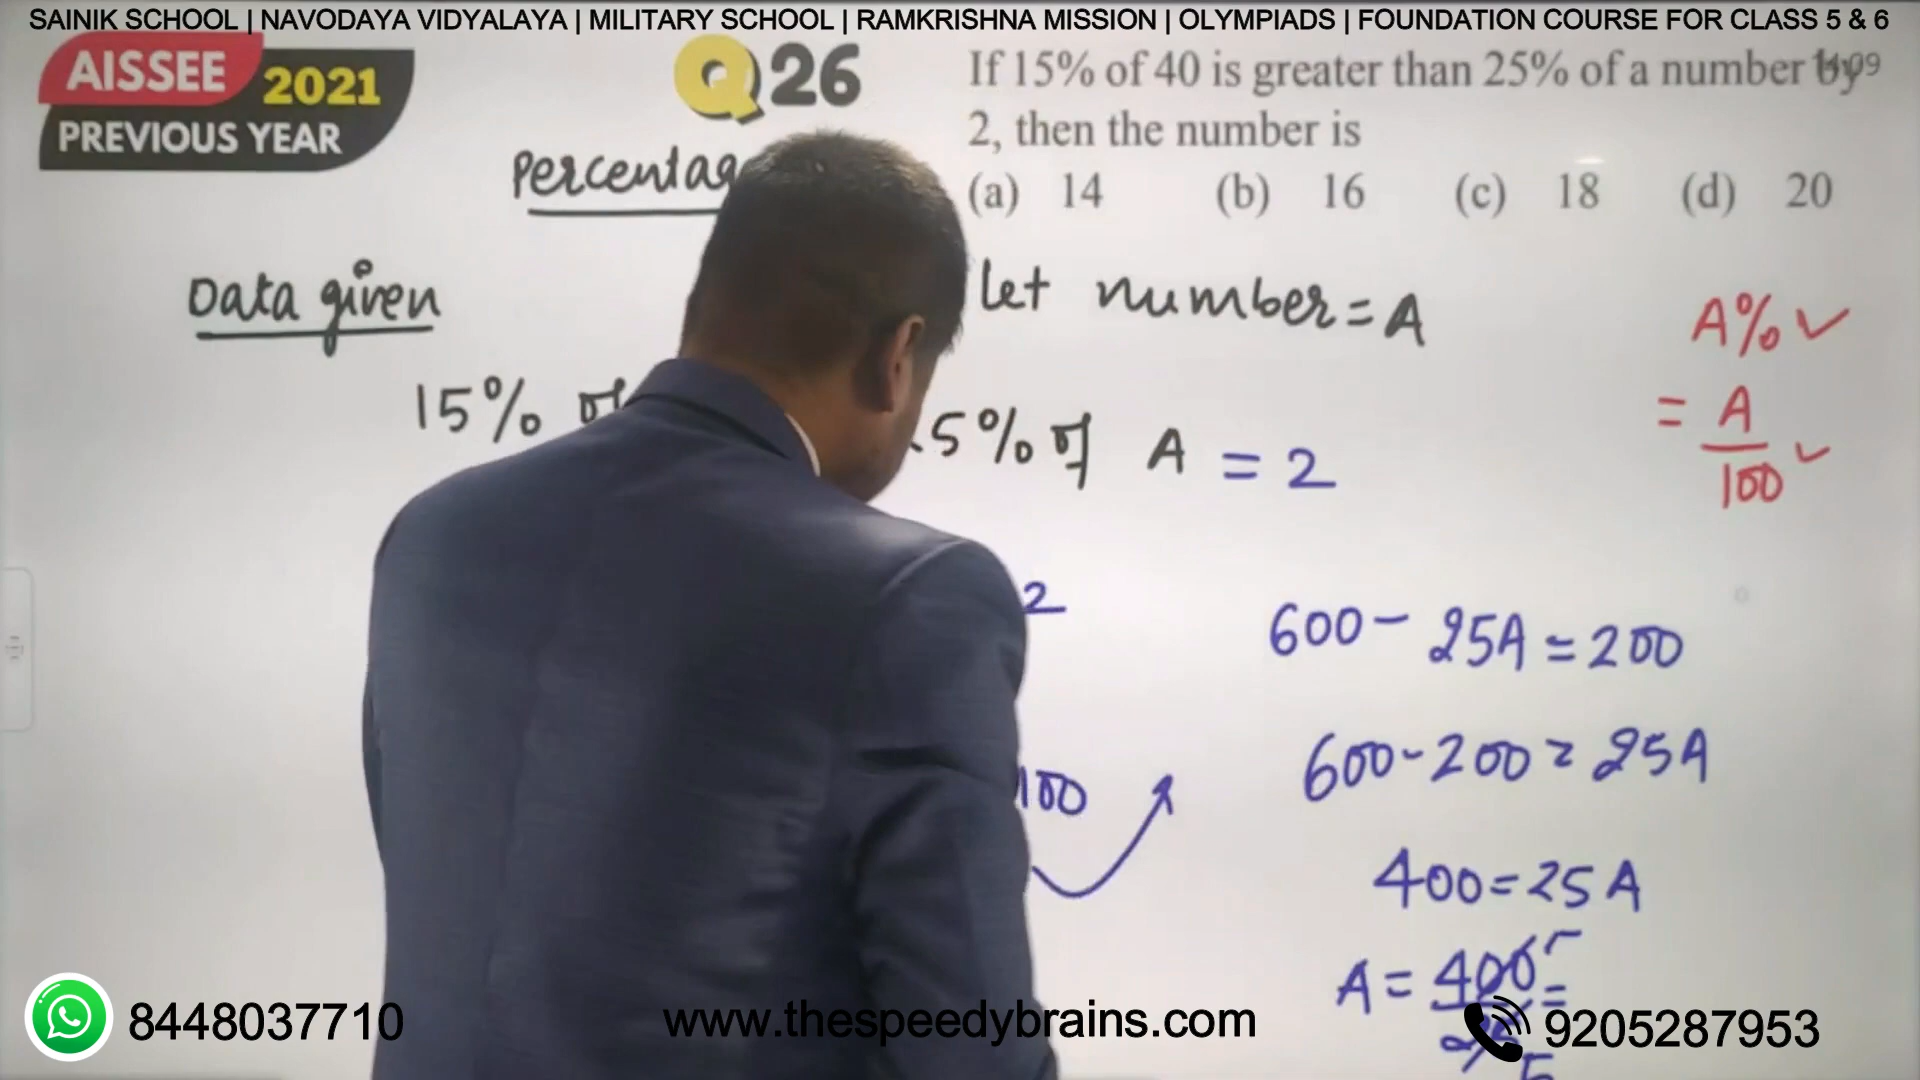 SAINIK SCHOOL | NAVODAYA VIDYALAYA | MILITARY SCHOOL | RAMKRISHNA MISSION | OLYMPIADS | FOUNDATION COURSE FOR CLASS 5 & 6
AISSEE 2021
PREVIOUS YEAR
Q 26
If 15% of 40 is greater than 25% of a number by
2, then the number is
(a) 14 (b) 16 (c) 18 (d) 20
Data given
let number = A
A% ✓
= A
100 ✓
15%
5% of A = 2
2
600 - 25A = 200
600 - 200 = 25A
100
400 = 25A
A = 400 =
8448037710
www.thespeedybrains.com
9205287953